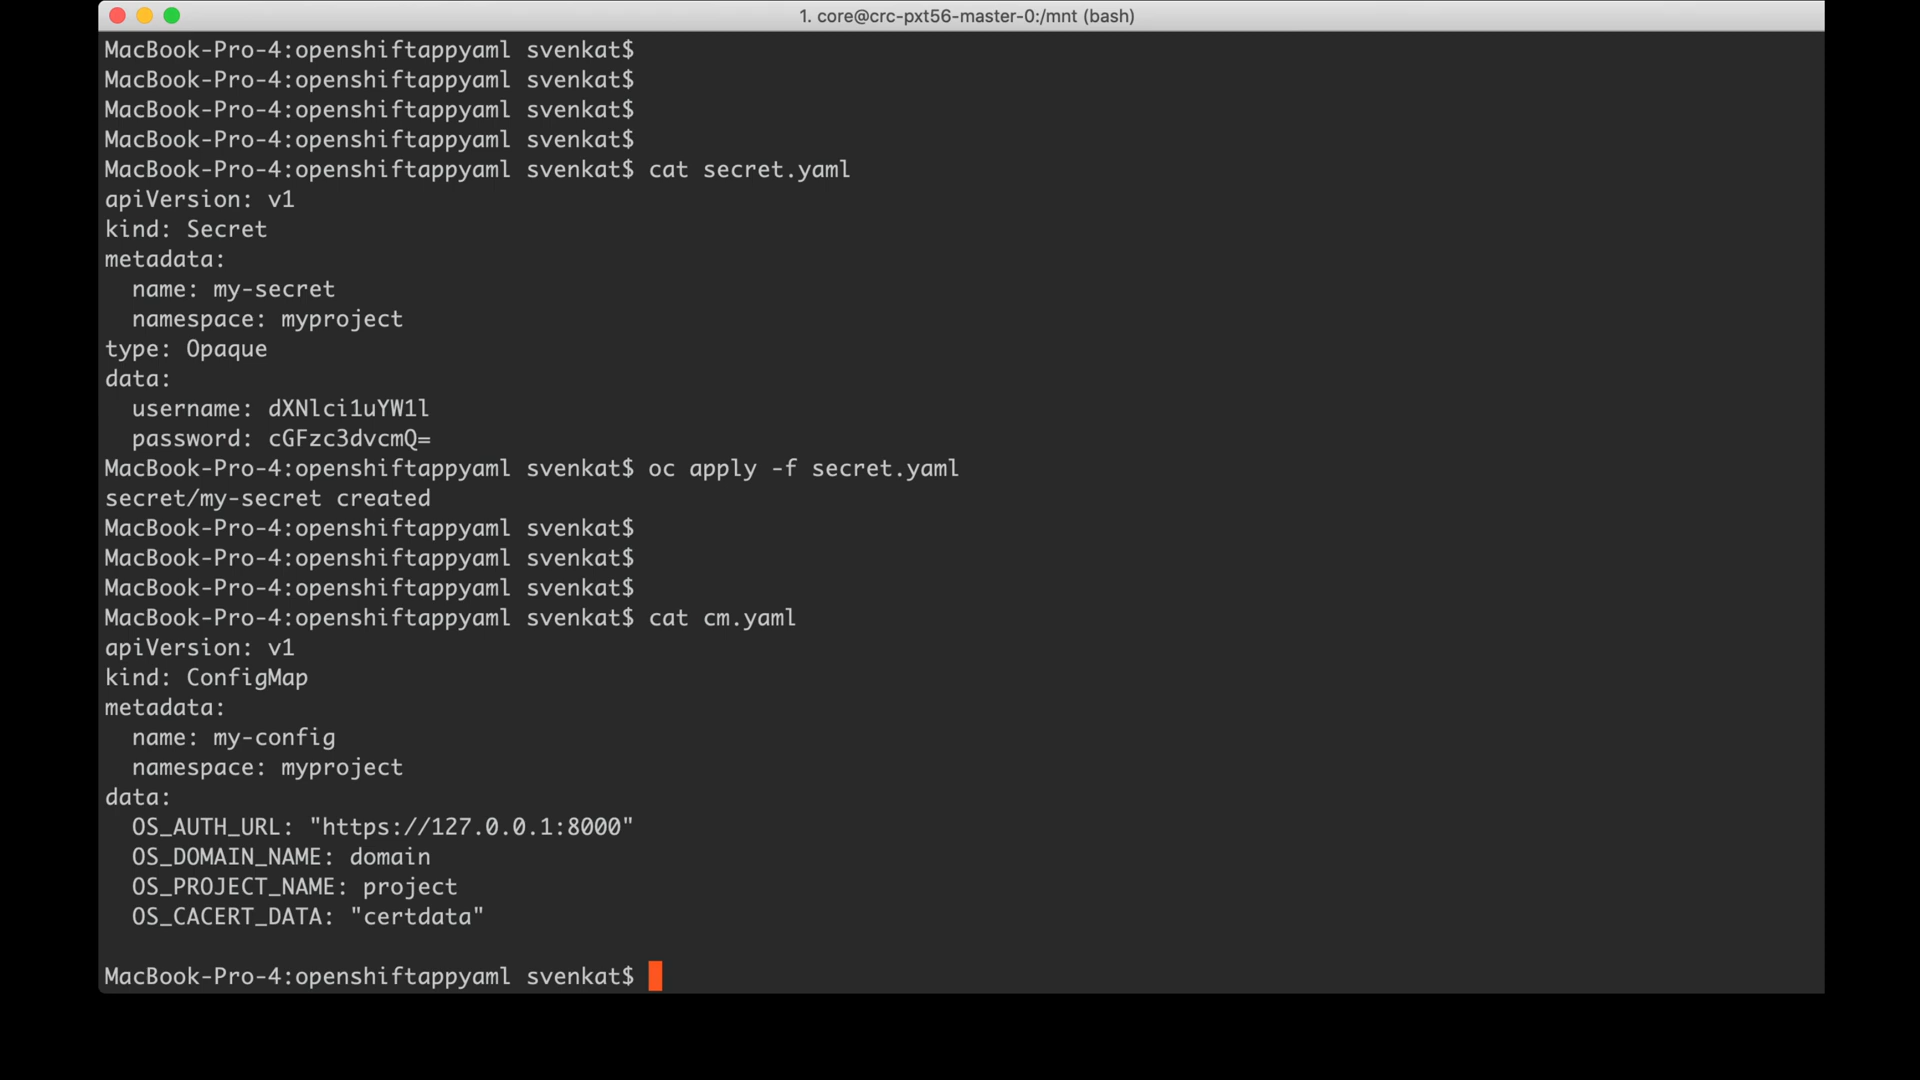 1. core@crc-pxt56-master-0:/mnt (bash)
MacBook-Pro-4:openshiftappyaml svenkat$
MacBook-Pro-4:openshiftappyaml svenkat$
MacBook-Pro-4:openshiftappyaml svenkat$
MacBook-Pro-4:openshiftappyaml svenkat$
MacBook-Pro-4:openshiftappyaml svenkat$ cat secret.yaml
apiVersion: v1
kind: Secret
metadata:
  name: my-secret
  namespace: myproject
type: Opaque
data:
  username: dXNlci1uYW1l
  password: cGFzc3dvcmQ=
MacBook-Pro-4:openshiftappyaml svenkat$ oc apply -f secret.yaml
secret/my-secret created
MacBook-Pro-4:openshiftappyaml svenkat$
MacBook-Pro-4:openshiftappyaml svenkat$
MacBook-Pro-4:openshiftappyaml svenkat$
MacBook-Pro-4:openshiftappyaml svenkat$ cat cm.yaml
apiVersion: v1
kind: ConfigMap
metadata:
  name: my-config
  namespace: myproject
data:
  OS_AUTH_URL: "https://127.0.0.1:8000"
  OS_DOMAIN_NAME: domain
  OS_PROJECT_NAME: project
  OS_CACERT_DATA: "certdata"
MacBook-Pro-4:openshiftappyaml svenkat$